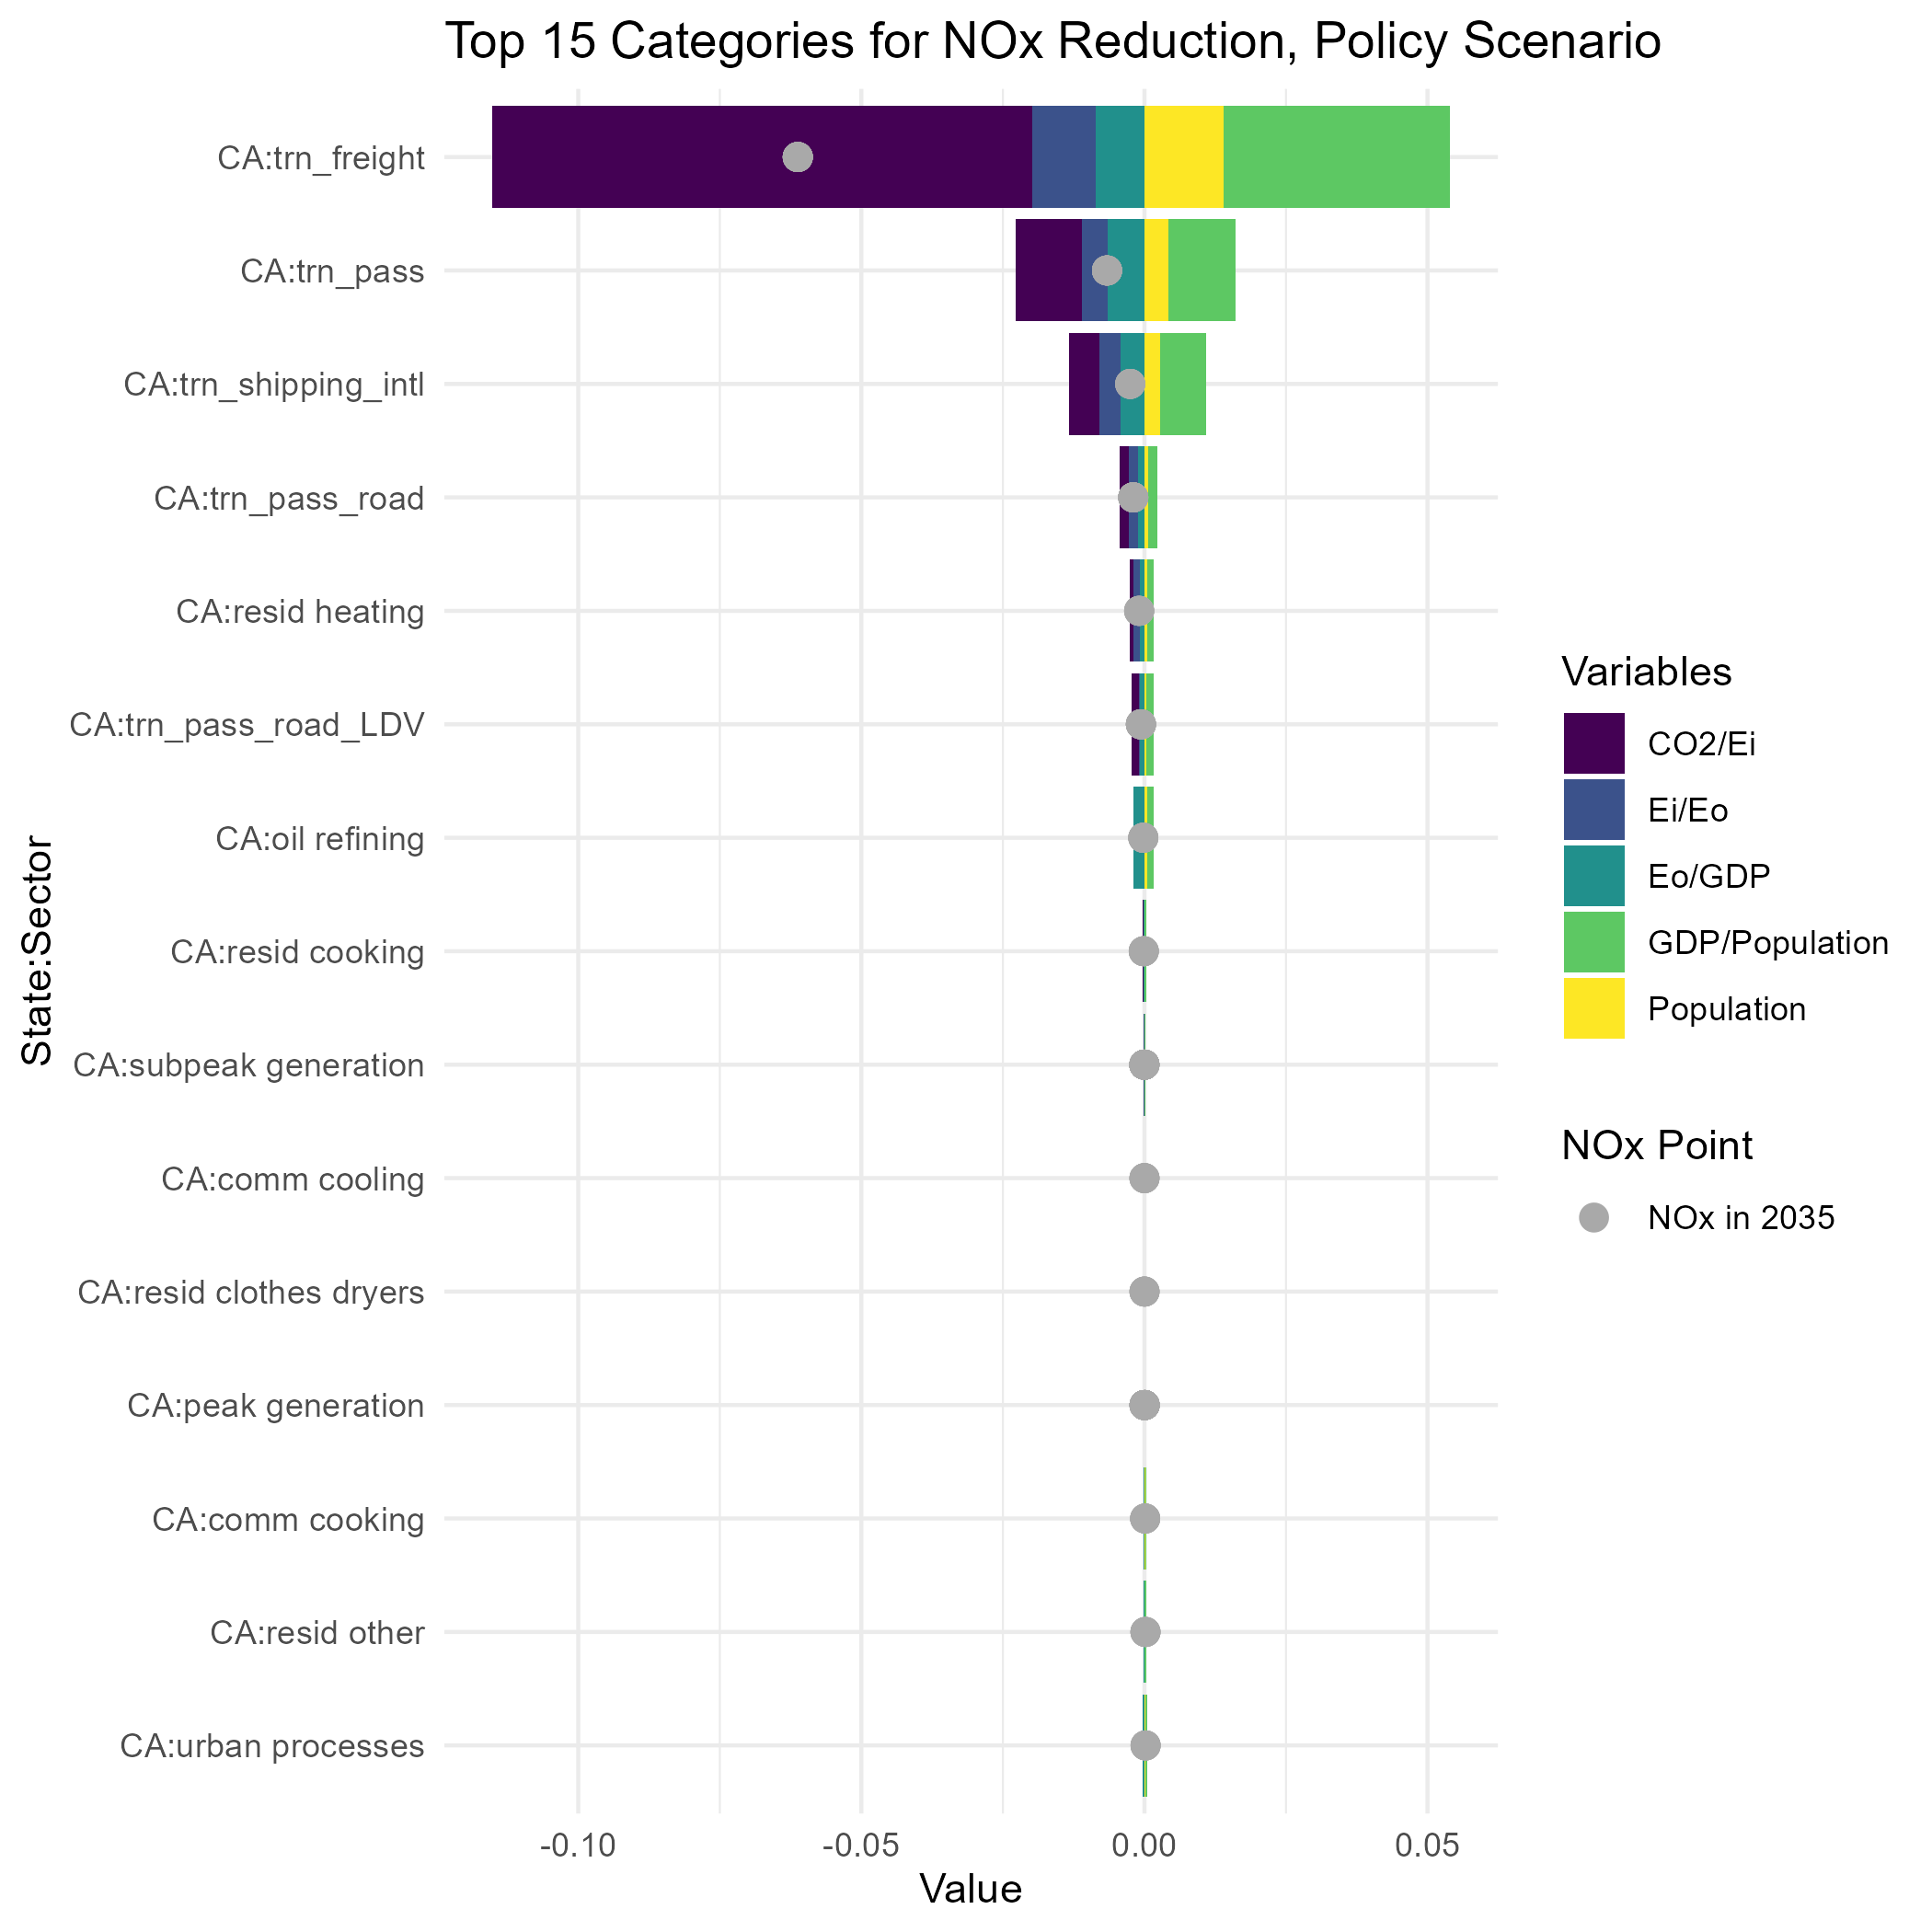 Top 15 Categories for NOx Reduction, Policy Scenario
State:Sector
CA:trn_freight
CA:trn_pass
CA:trn_shipping_intl
CA:trn_pass_road
CA:resid heating
CA:trn_pass_road_LDV
CA:oil refining
CA:resid cooking
CA:subpeak generation
CA:comm cooling
CA:resid clothes dryers
CA:peak generation
CA:comm cooking
CA:resid other
CA:urban processes
-0.10
-0.05
0.00
0.05
Value
Variables
CO2/Ei
Ei/Eo
Eo/GDP
GDP/Population
Population
NOx Point
NOx in 2035